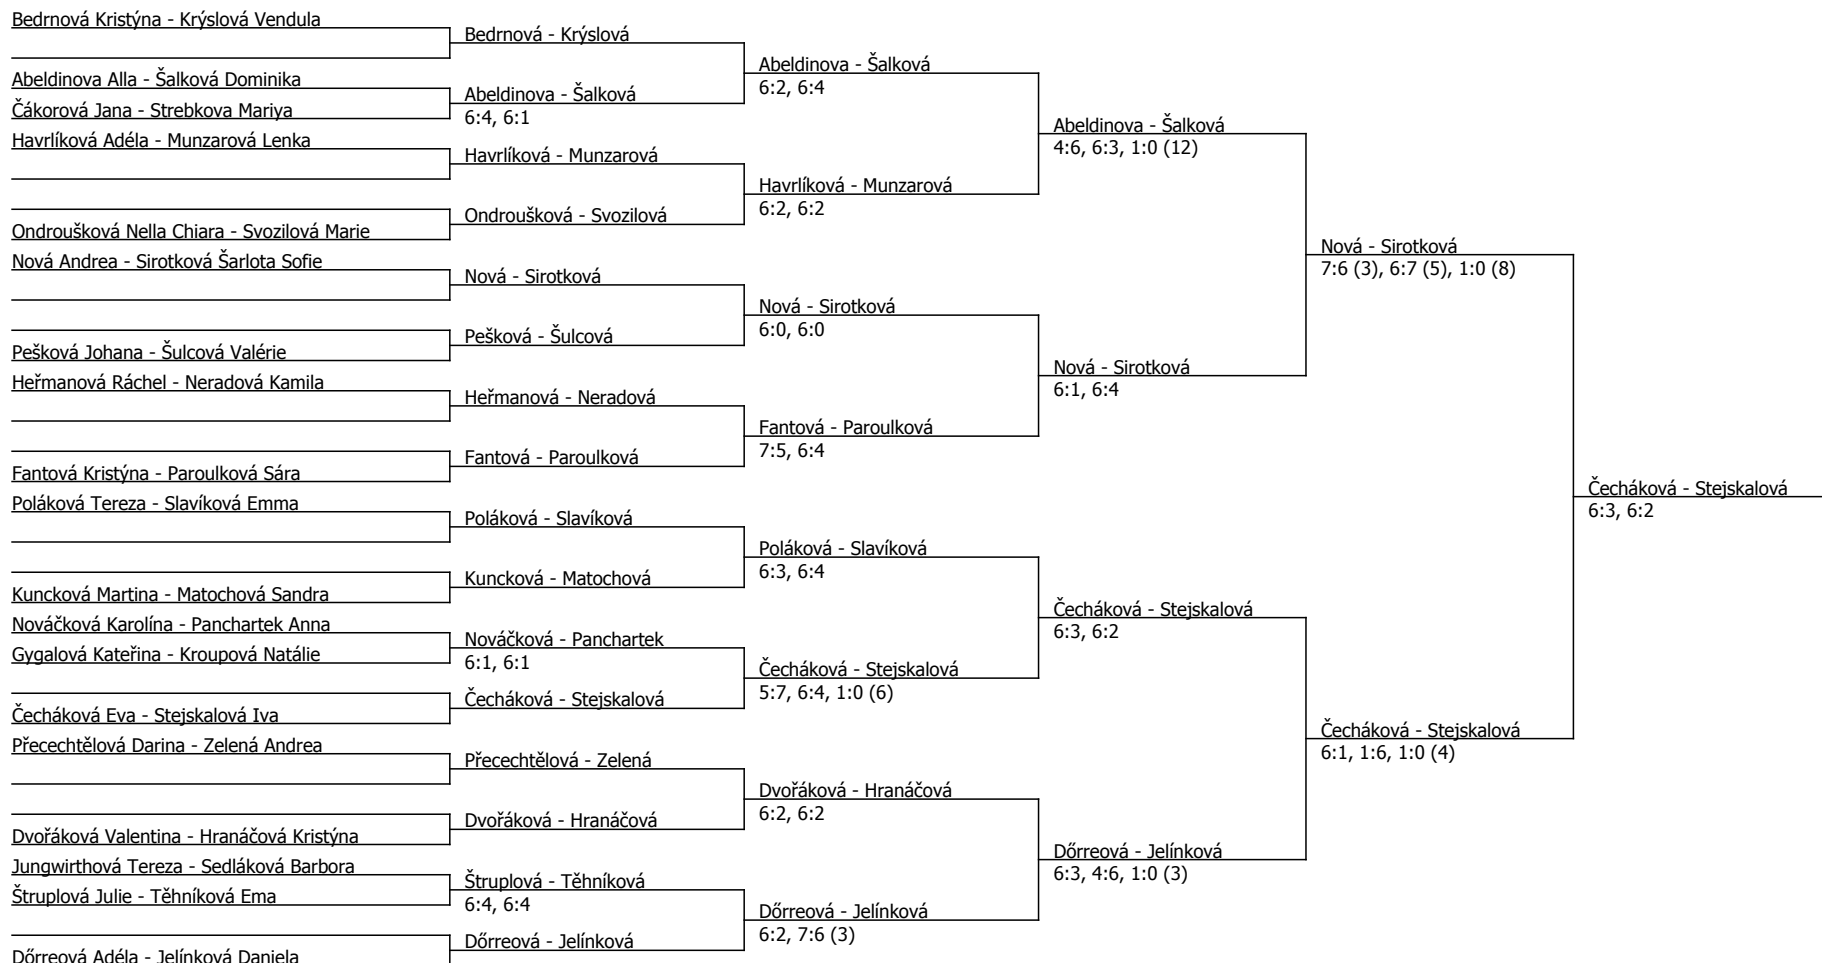 Bedrnová Kristýna - Krýslová Vendula
Abeldinova Alla - Šalková Dominika
Čákorová Jana - Strebkova Mariya
Havrlíková Adéla - Munzarová Lenka
Ondroušková Nella Chiara - Svozilová Marie
Nová Andrea - Sirotková Šarlota Sofie
Pešková Johana - Šulcová Valérie
Heřmanová Ráchel - Neradová Kamila
Fantová Kristýna - Paroulková Sára
Poláková Tereza - Slavíková Emma
Kuncková Martina - Matochová Sandra
Nováčková Karolína - Panchartek Anna
Gygalová Kateřina - Kroupová Natálie
Čecháková Eva - Stejskalová Iva
Přecechtělová Darina - Zelená Andrea
Dvořáková Valentina - Hranáčová Kristýna
Jungwirthová Tereza - Sedláková Barbora
Štruplová Julie - Těhníková Ema
Dőrreová Adéla - Jelínková Daniela
Bedrnová - Krýslová
Abeldinova - Šalková
6:4, 6:1
Havrlíková - Munzarová
Ondroušková - Svozilová
Nová - Sirotková
Pešková - Šulcová
Heřmanová - Neradová
Fantová - Paroulková
Poláková - Slavíková
Kuncková - Matochová
Nováčková - Panchartek
6:1, 6:1
Čecháková - Stejskalová
Přecechtělová - Zelená
Dvořáková - Hranáčová
Štruplová - Těhníková
6:4, 6:4
Dőrreová - Jelínková
Abeldinova - Šalková
6:2, 6:4
Havrlíková - Munzarová
6:2, 6:2
Nová - Sirotková
6:0, 6:0
Fantová - Paroulková
7:5, 6:4
Poláková - Slavíková
6:3, 6:4
Čecháková - Stejskalová
5:7, 6:4, 1:0 (6)
Dvořáková - Hranáčová
6:2, 6:2
Dőrreová - Jelínková
6:2, 7:6 (3)
Abeldinova - Šalková
4:6, 6:3, 1:0 (12)
Nová - Sirotková
6:1, 6:4
Čecháková - Stejskalová
6:3, 6:2
Dőrreová - Jelínková
6:3, 4:6, 1:0 (3)
Nová - Sirotková
7:6 (3), 6:7 (5), 1:0 (8)
Čecháková - Stejskalová
6:1, 1:6, 1:0 (4)
Čecháková - Stejskalová
6:3, 6:2